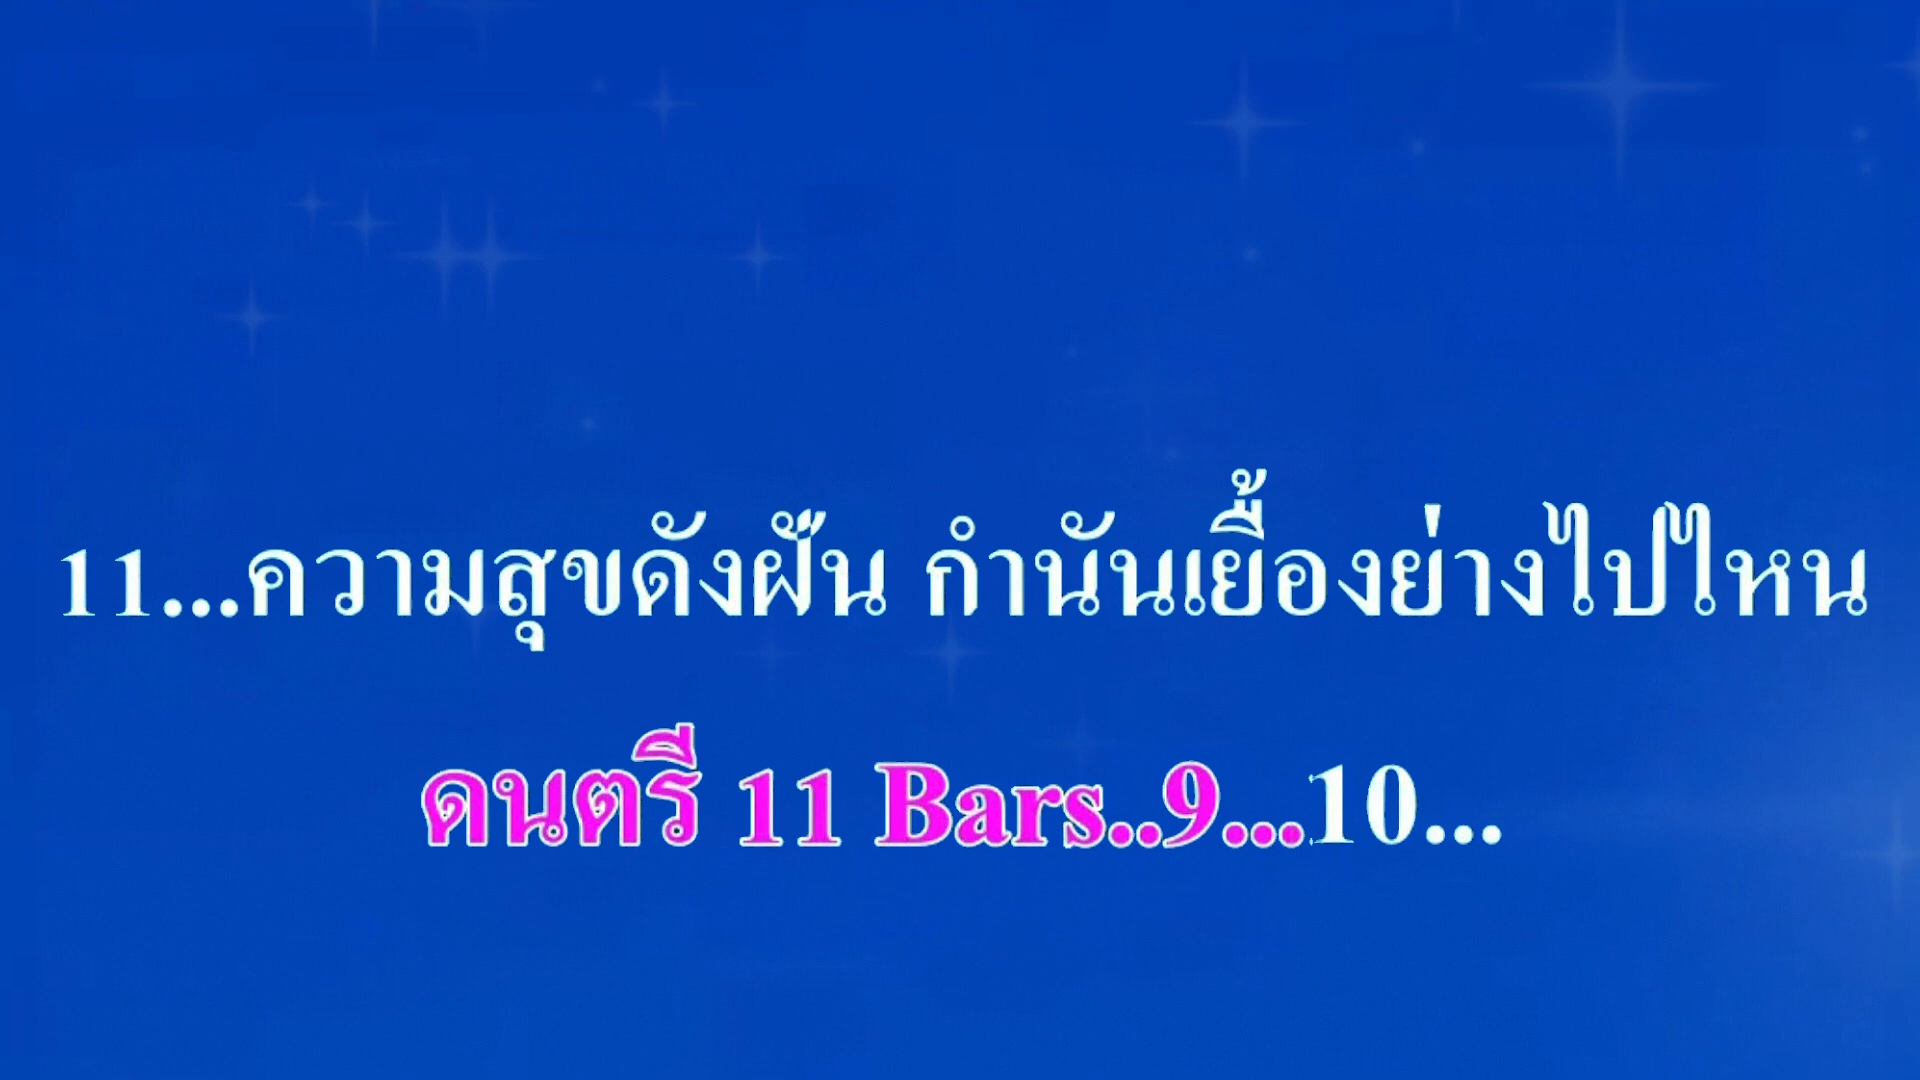 11...ความสุขดังฝัน กำนันเยื้องย่างไปไหน
ดนตรี 11 Bars..9...10...